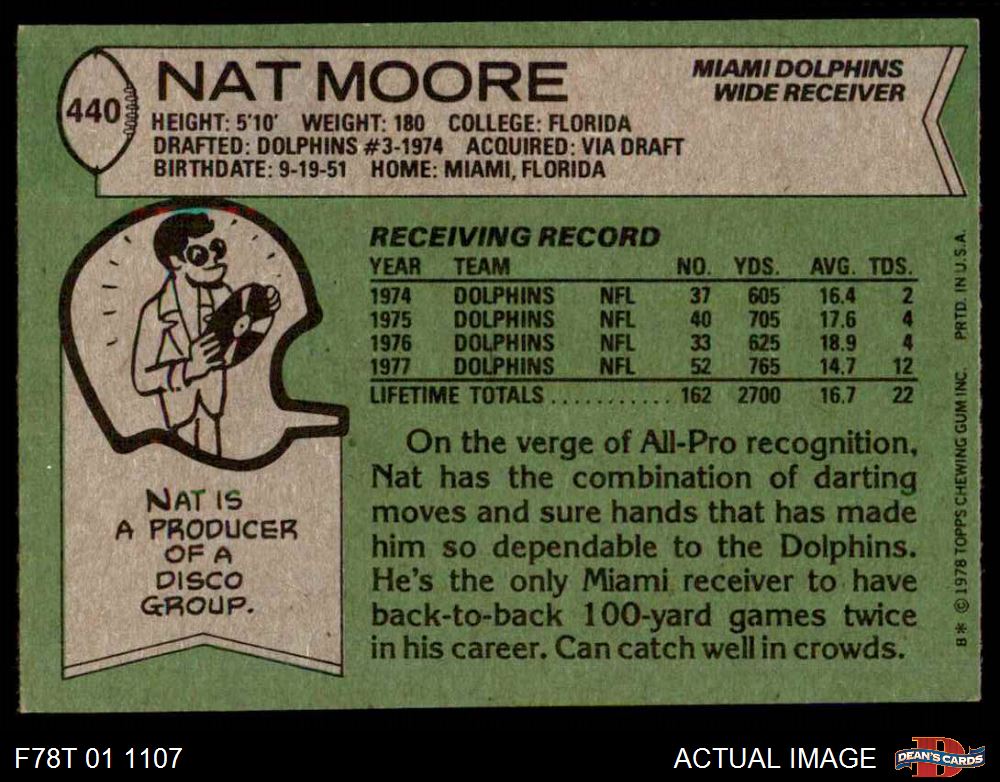 440
NAT MOORE
MIAMI DOLPHINS
WIDE RECEIVER
HEIGHT: 5'10' WEIGHT: 180 COLLEGE: FLORIDA
DRAFTED: DOLPHINS #3-1974 ACQUIRED: VIA DRAFT
BIRTHDATE: 9-19-51 HOME: MIAMI, FLORIDA
RECEIVING RECORD
YEAR TEAM NO. YDS. AVG. TDS.
1974 DOLPHINS NFL 37 605 16.4 2
1975 DOLPHINS NFL 40 705 17.6 4
1976 DOLPHINS NFL 33 625 18.9 4
1977 DOLPHINS NFL 52 765 14.7 12
LIFETIME TOTALS........... 162 2700 16.7 22
On the verge of All-Pro recognition,
Nat has the combination of darting
moves and sure hands that has made
him so dependable to the Dolphins.
He's the only Miami receiver to have
back-to-back 100-yard games twice
in his career. Can catch well in crowds.
NAT IS
A PRODUCER
OF A
DISCO
GROUP.
B* © 1978 TOPPS CHEWING GUM INC. PRTD. IN U.S.A.
F78T 01 1107
ACTUAL IMAGE
D
DEAN'S CARDS